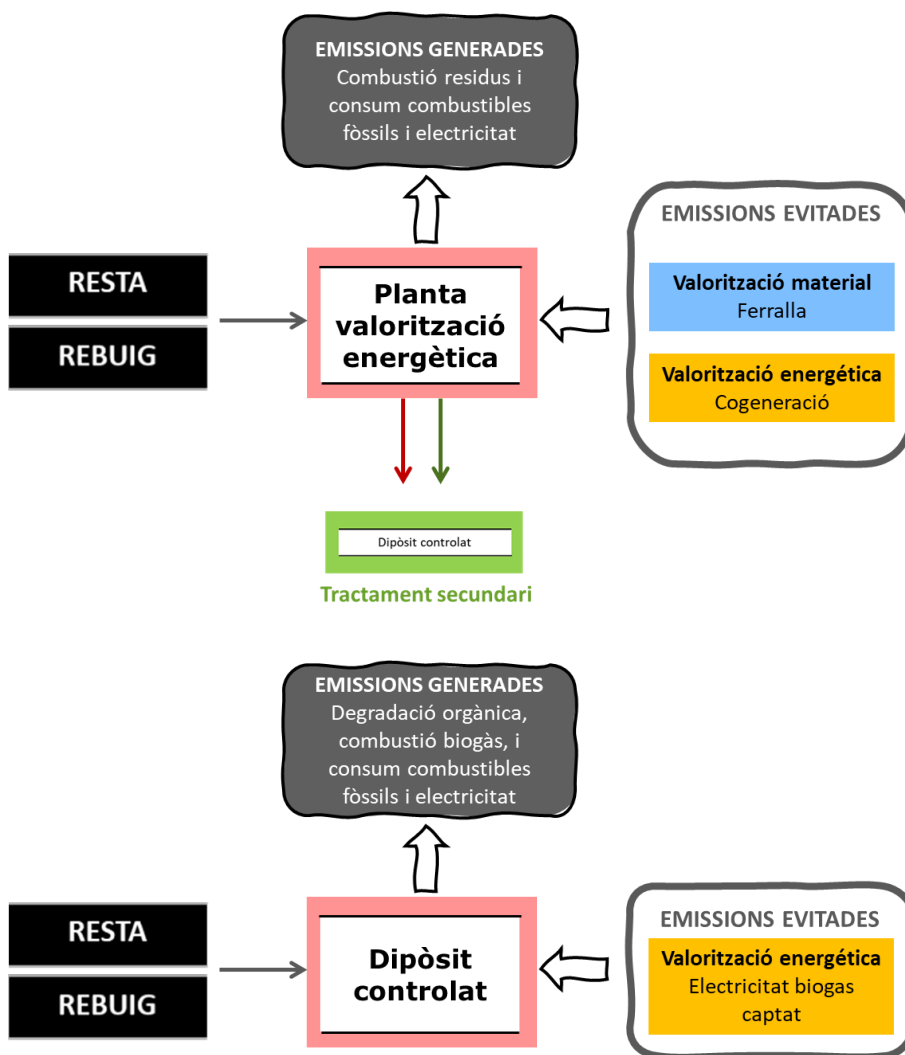 EMISSIONS GENERADES
Combustió residus i
consum combustibles
fòssils i electricitat
EMISSIONS EVITADES
RESTA
REBUIG
Planta
valorització
energètica
Valorització material
Ferralla
Valorització energética
Cogeneració
Dipòsit controlat
Tractament secundari
EMISSIONS GENERADES
Degradació orgànica,
combustió biogàs, i
consum combustibles
fòssils i electricitat
RESTA
REBUIG
Dipòsit
controlat
EMISSIONS EVITADES
Valorització energética
Electricitat biogas
captat